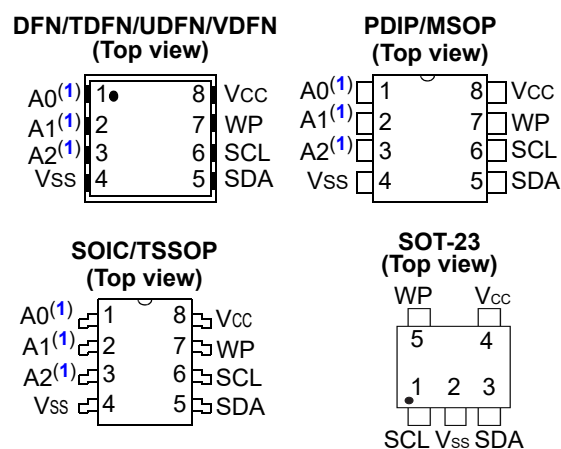 DFN/TDFN/UDFN/VDFN
(Top view)
A0(1) 1 8 VCC
A1(1) 2 7 WP
A2(1) 3 6 SCL
VSS 4 5 SDA
PDIP/MSOP
(Top view)
A0(1) 1 8 VCC
A1(1) 2 7 WP
A2(1) 3 6 SCL
VSS 4 5 SDA
SOIC/TSSOP
(Top view)
A0(1) 1 8 VCC
A1(1) 2 7 WP
A2(1) 3 6 SCL
VSS 4 5 SDA
SOT-23
(Top view)
WP VCC
5 4
1 2 3
SCL VSS SDA